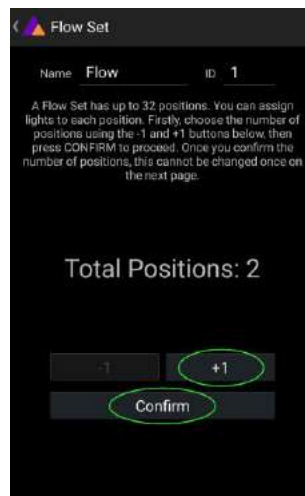 Flow Set
Name Flow ID 1
A Flow Set has up to 32 positions. You can assign
lights to each position. Firstly, choose the number of
positions using the -1 and +1 buttons below, then
press CONFIRM to proceed. Once you confirm the
number of positions, this cannot be changed once on
the next page.
Total Positions: 2
-1 +1
Confirm